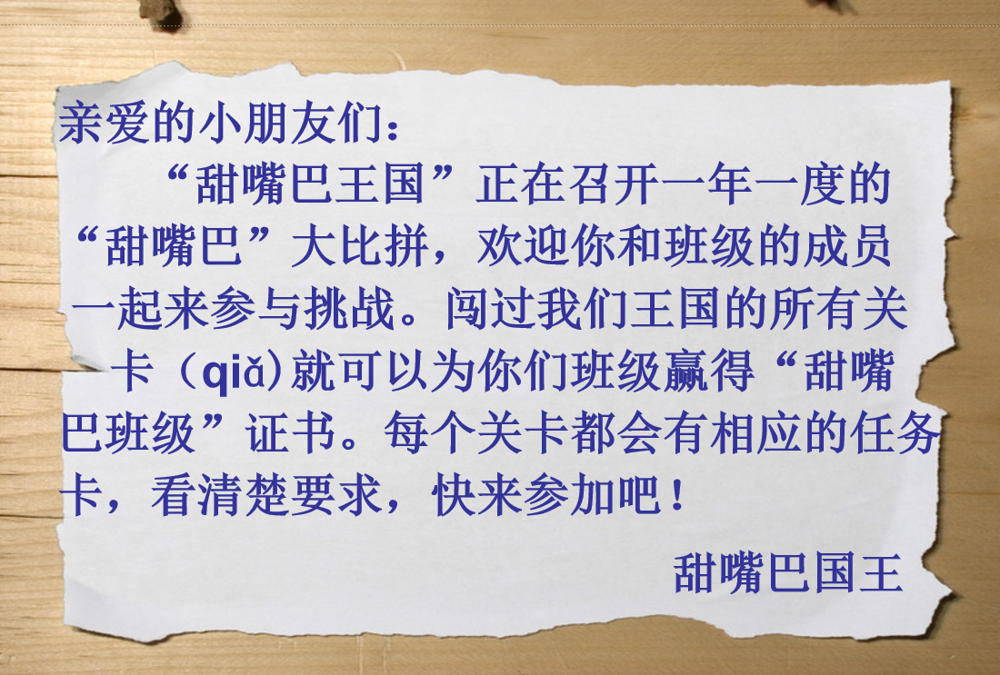 亲爱的小朋友们：
“甜嘴巴王国”正在召开一年一度的
“甜嘴巴”大比拼，欢迎你和班级的成员
一起来参与挑战。闯过我们王国的所有关
卡（qiǎ)就可以为你们班级赢得“甜嘴
巴班级”证书。每个关卡都会有相应的任务
卡，看清楚要求，快来参加吧！
甜嘴巴国王